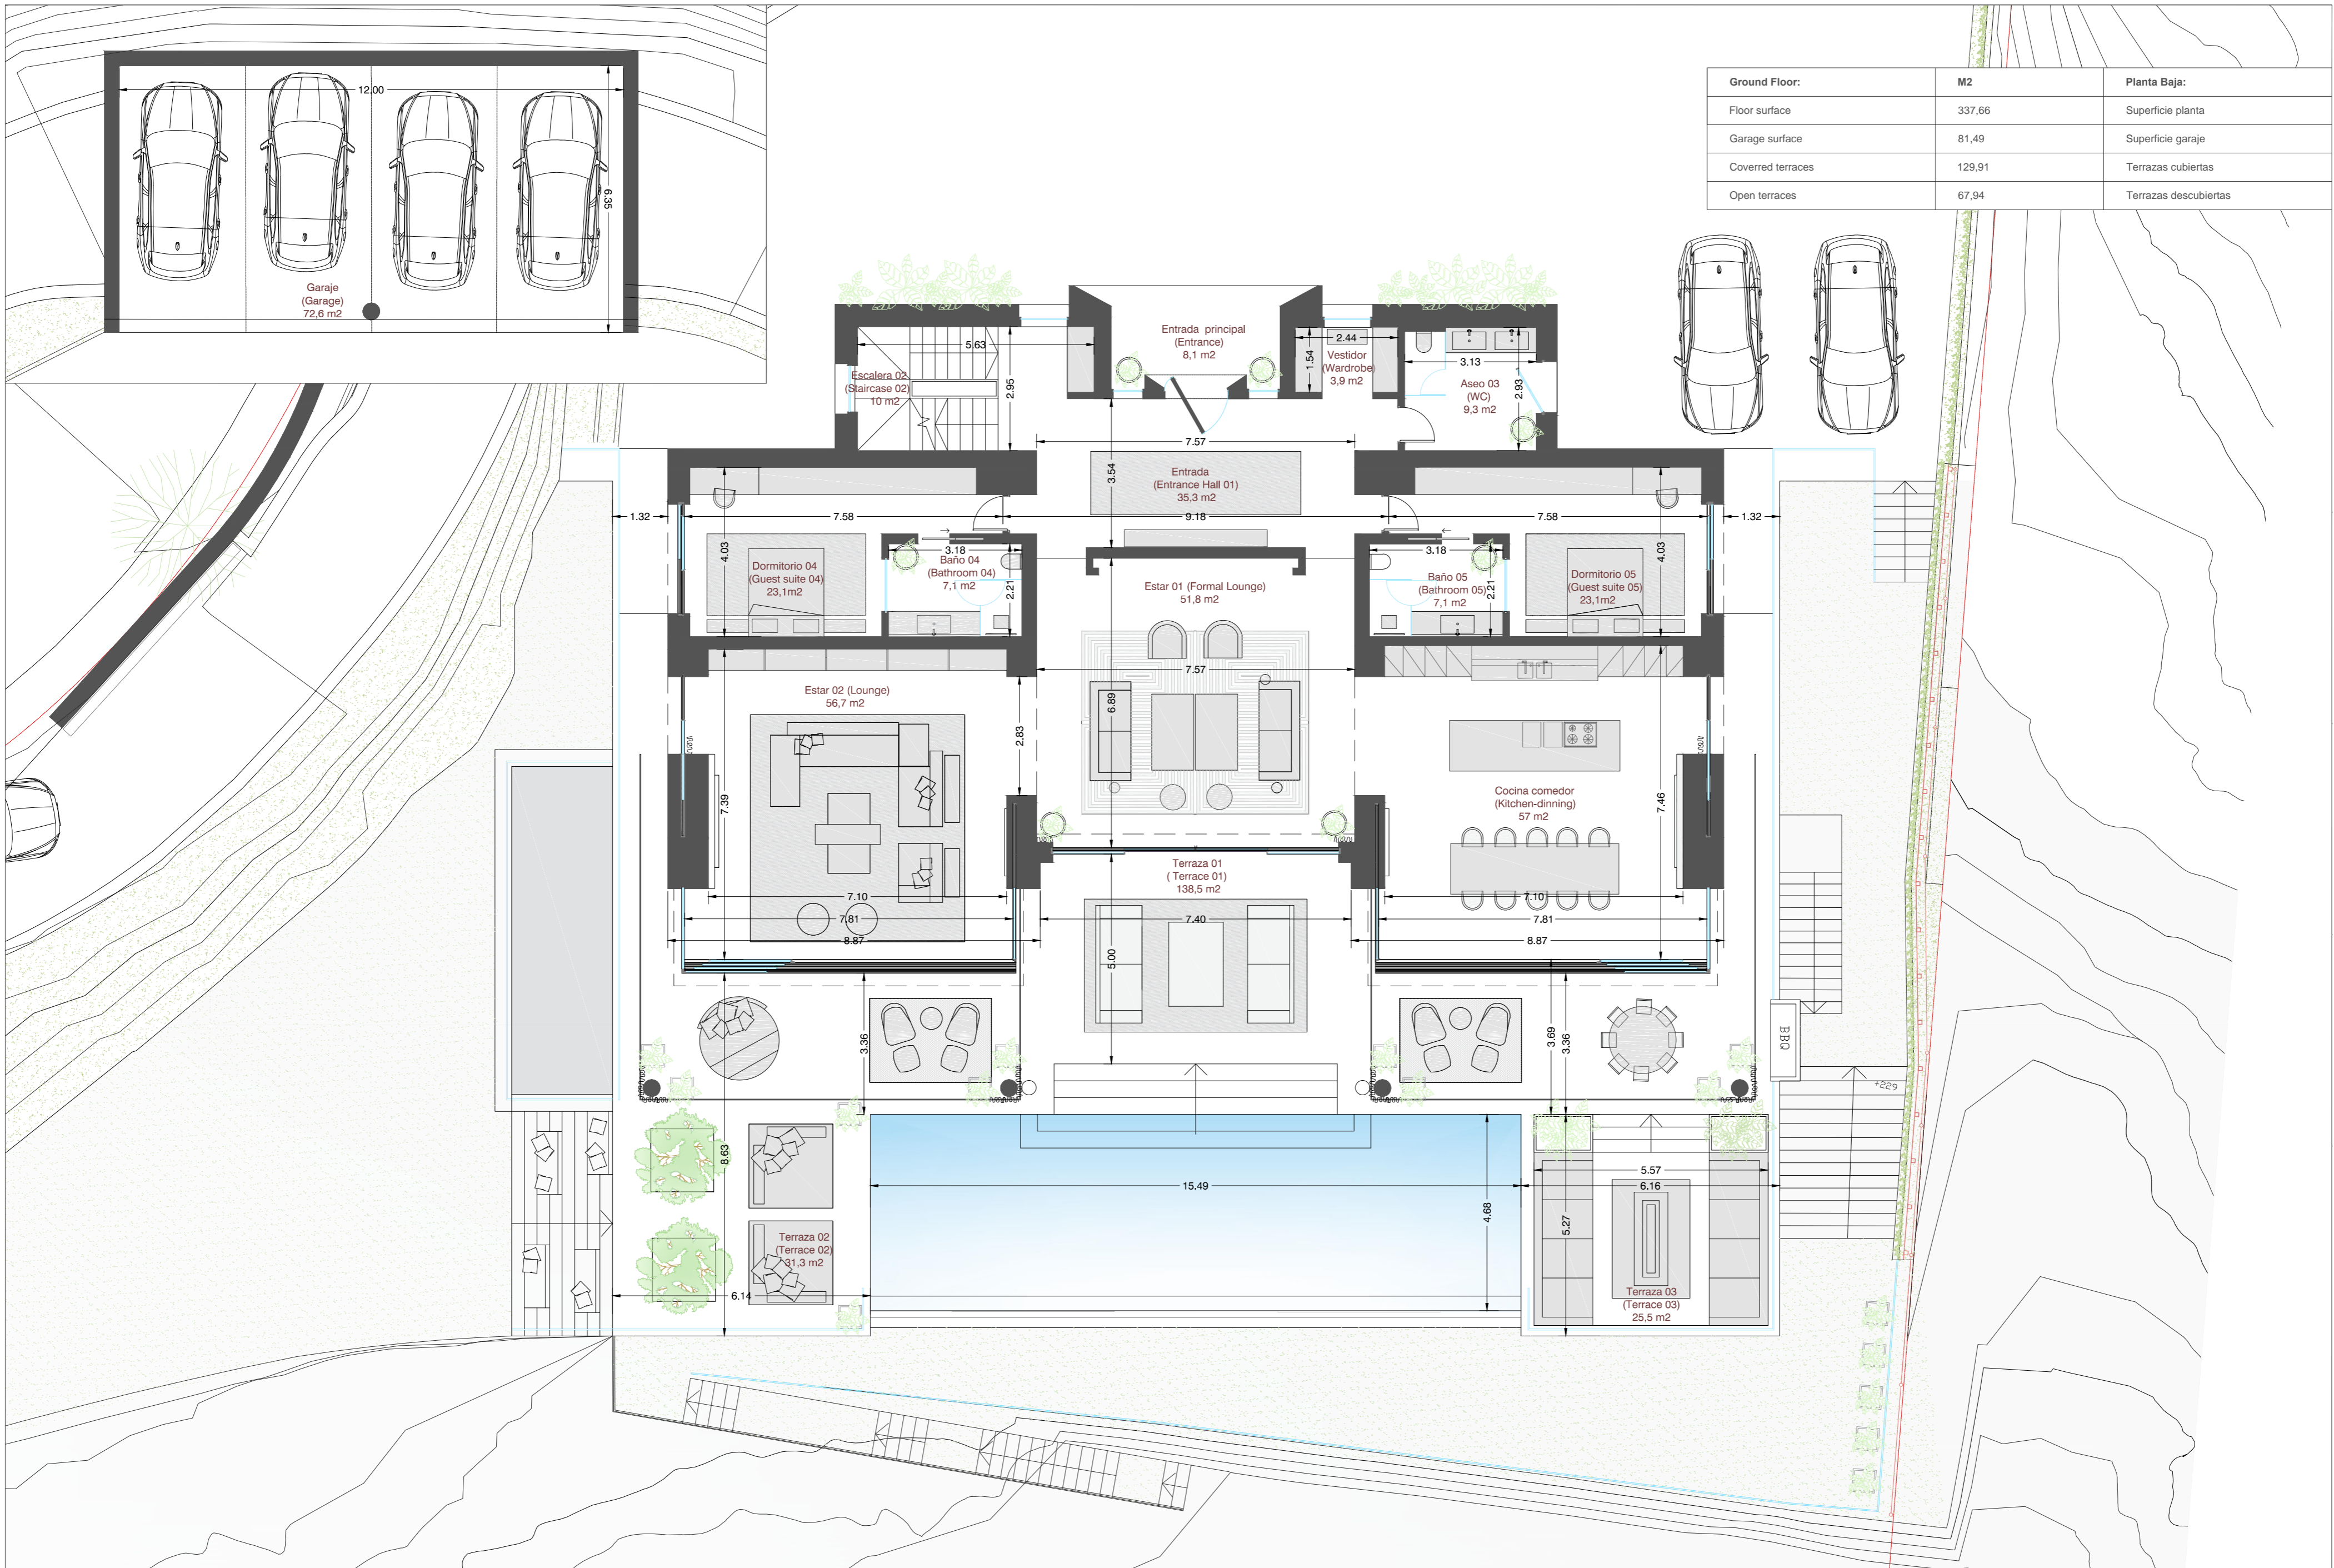 12.00
6.35
Garaje
(Garage)
72,6 m2
Ground Floor: M2 Planta Baja:
Floor surface 337,66 Superficie planta
Garage surface 81,49 Superficie garaje
Coverred terraces 129,91 Terrazas cubiertas
Open terraces 67,94 Terrazas descubiertas
Entrada principal
(Entrance)
8,1 m2
5.63
2.95
Escalera 02
(Staircase 02)
10 m2
2.44
1.54
Vestidor
(Wardrobe)
3,9 m2
3.13
2.93
Aseo 03
(WC)
9,3 m2
7.57
3.54
Entrada
(Entrance Hall 01)
35,3 m2
1.32
7.58
9.18
7.58
1.32
4.03
Dormitorio 04
(Guest suite 04)
23,1m2
3.18
Baño 04
(Bathroom 04)
7,1 m2
2.21
Estar 01 (Formal Lounge)
51,8 m2
3.18
Baño 05
(Bathroom 05)
7,1 m2
2.21
Dormitorio 05
(Guest suite 05)
23,1m2
4.03
7.57
6.89
Estar 02 (Lounge)
56,7 m2
2.83
7.39
Cocina comedor
(Kitchen-dinning)
57 m2
7.46
Terraza 01
( Terrace 01)
138,5 m2
7.10
7.81
8.87
7.40
7.10
7.81
8.87
5.00
3.36
3.69
3.36
BBQ
+229
8.63
15.49
4.68
5.57
6.16
5.27
Terraza 02
(Terrace 02)
31,3 m2
6.14
Terraza 03
(Terrace 03)
25,5 m2